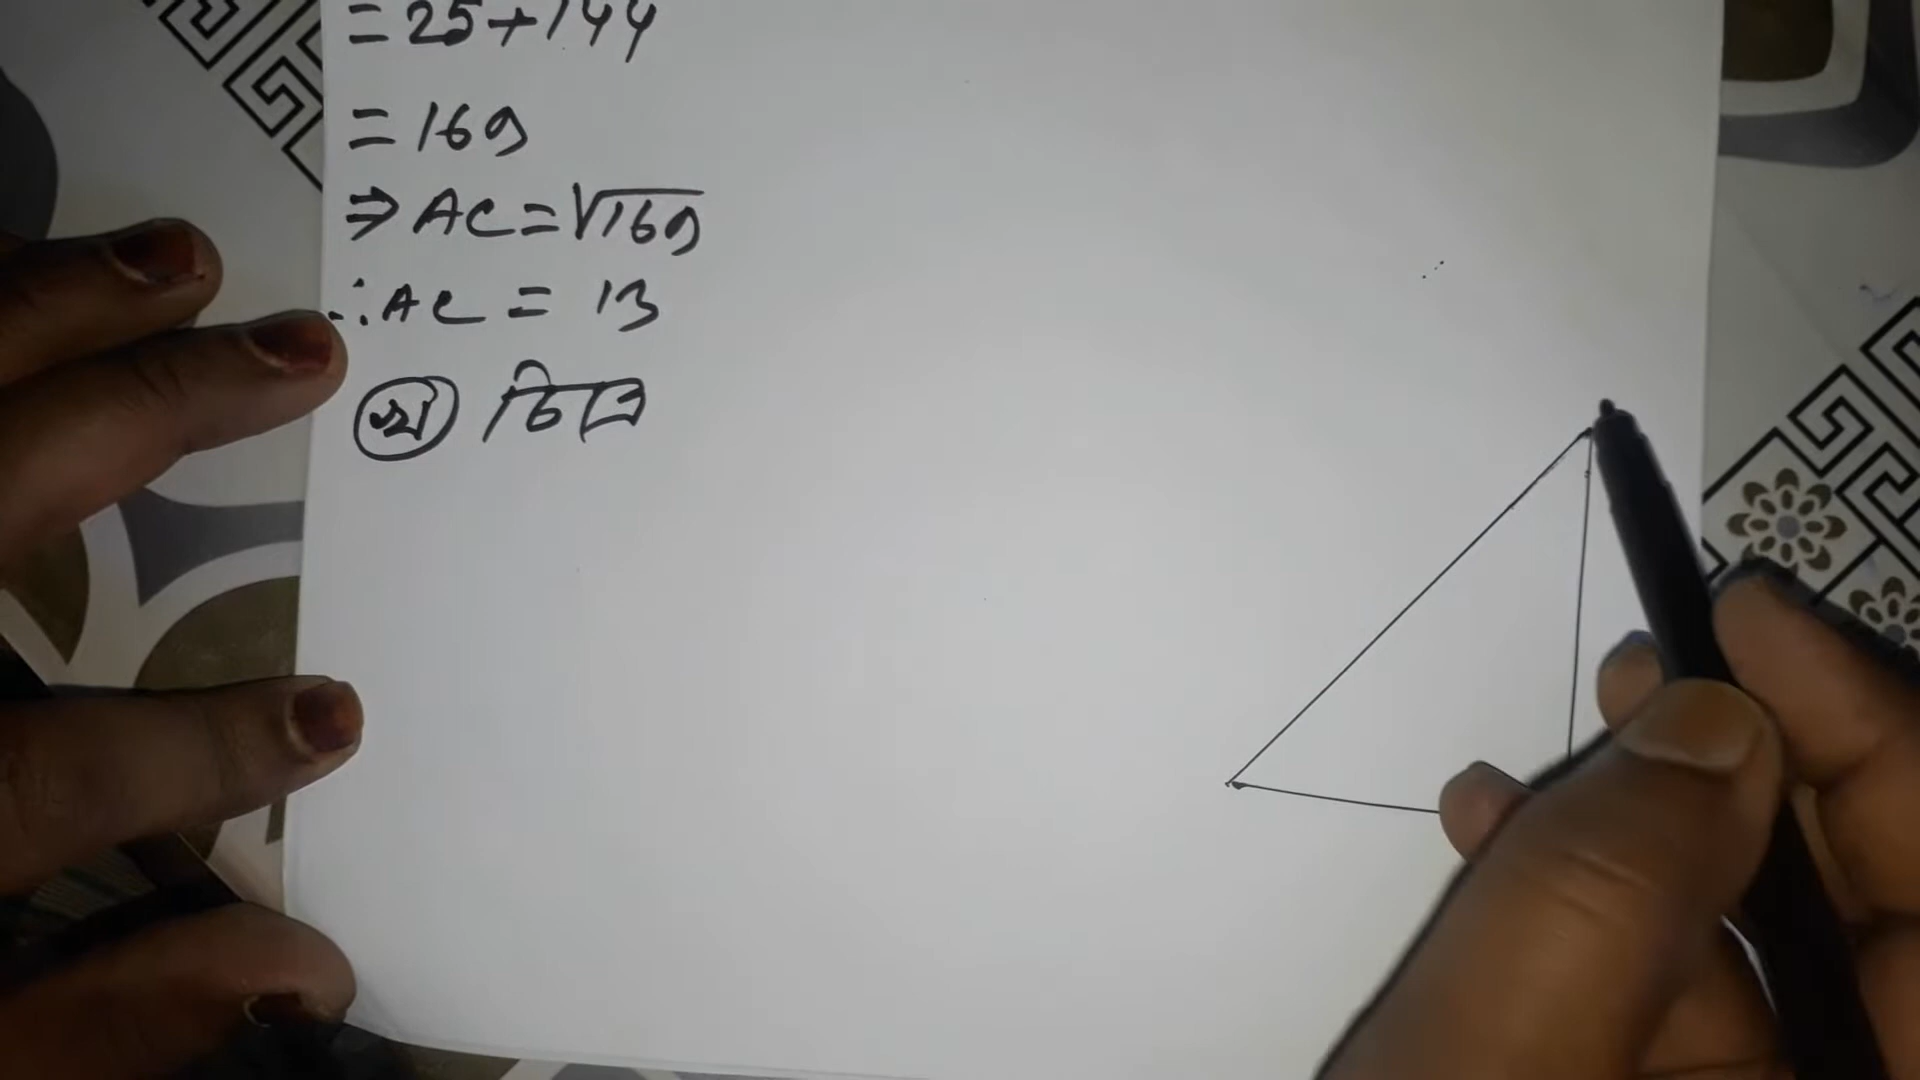 = 25+144
= 169
⇒ AC = √169
∴ AC = 13
খ চিত্র